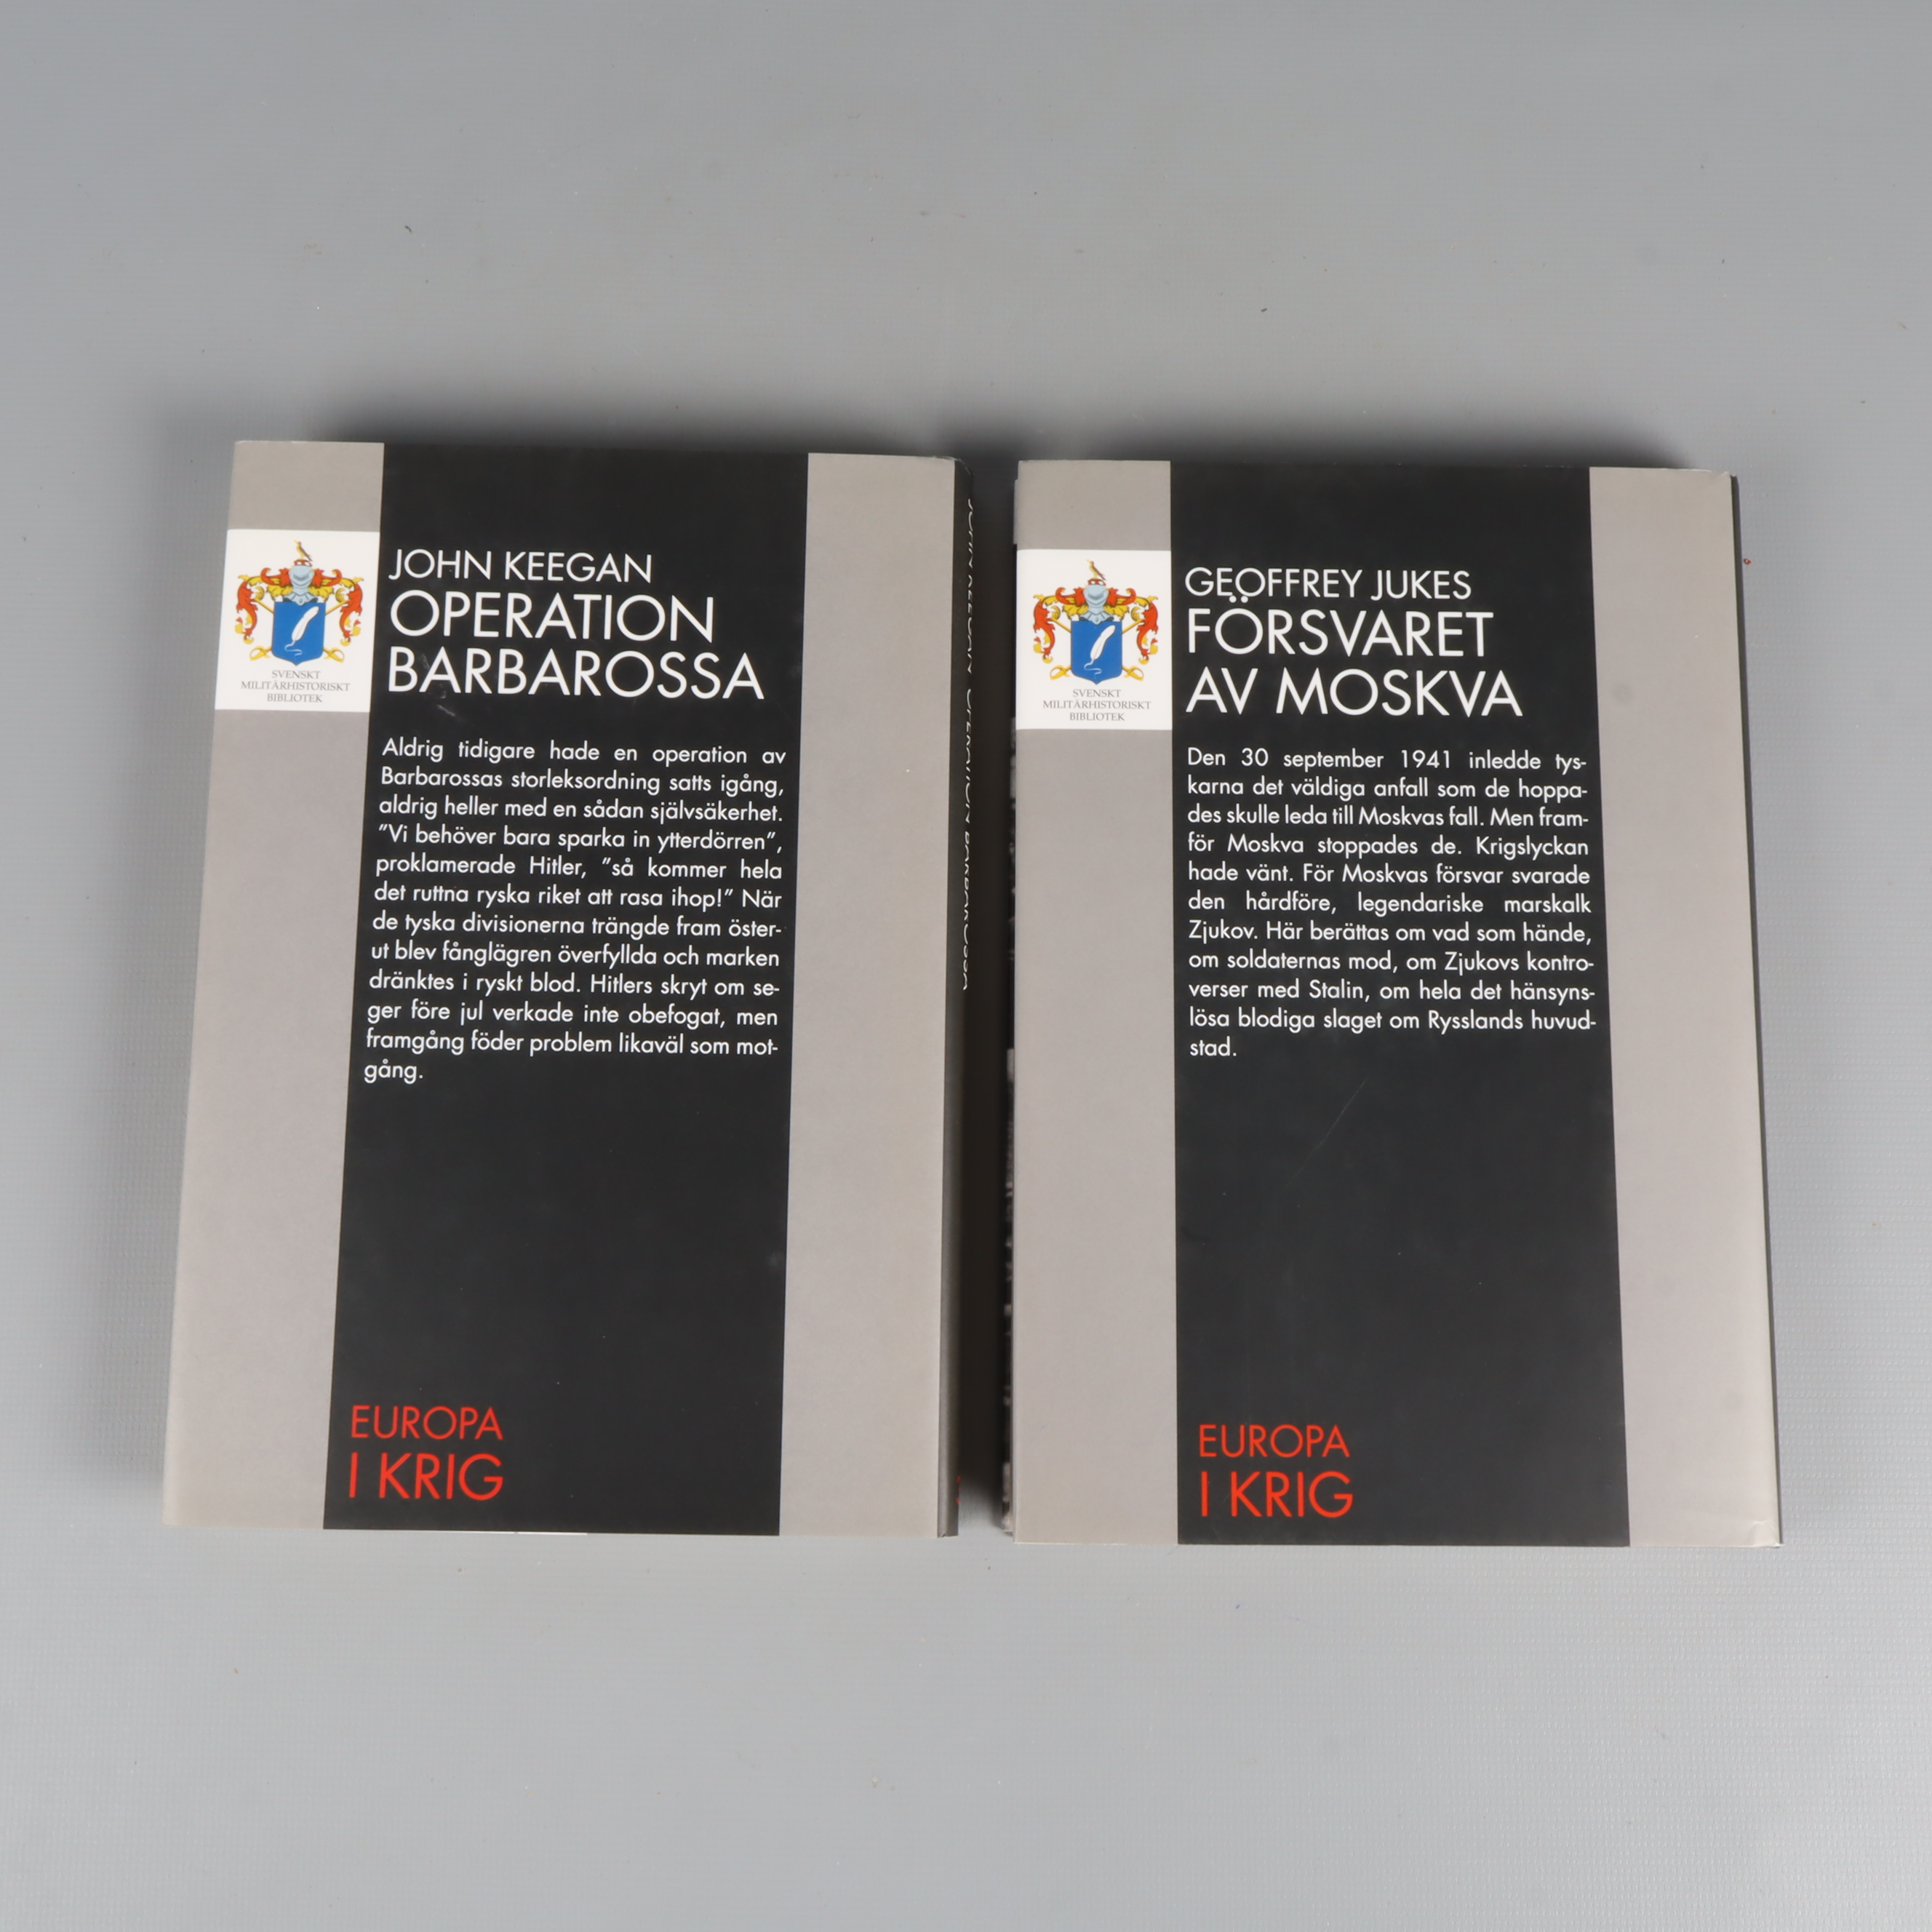 JOHN KEEGAN
OPERATION
BARBAROSSA
SVENSKT
MILITÄRHISTORISKT
BIBLIOTEK
Aldrig tidigare hade en operation av
Barbarossas storleksordning satts igång,
aldrig heller med en sådan självsäkerhet.
”Vi behöver bara sparka in ytterdörren”,
proklamerade Hitler, ”så kommer hela
det ruttna ryska riket att rasa ihop!” När
de tyska divisionerna trängde fram öster-
ut blev fånglägren överfyllda och marken
dränktes i ryskt blod. Hitlers skryt om se-
ger före jul verkade inte obefogat, men
framgång föder problem likaväl som mot-
gång.
EUROPA
I KRIG
JOHN KEEGAN OPERATION BARBAROSSA
GEOFFREY JUKES
FÖRSVARET
AV MOSKVA
SVENSKT
MILITÄRHISTORISKT
BIBLIOTEK
Den 30 september 1941 inledde tys-
karna det väldiga anfall som de hoppa-
des skulle leda till Moskvas fall. Men fram-
för Moskva stoppades de. Krigslyckan
hade vänt. För Moskvas försvar svarade
den hårdföre, legendariske marskalk
Zjukov. Här berättas om vad som hände,
om soldaternas mod, om Zjukovs kontro-
verser med Stalin, om hela det hänsyns-
lösa blodiga slaget om Rysslands huvud-
stad.
EUROPA
I KRIG